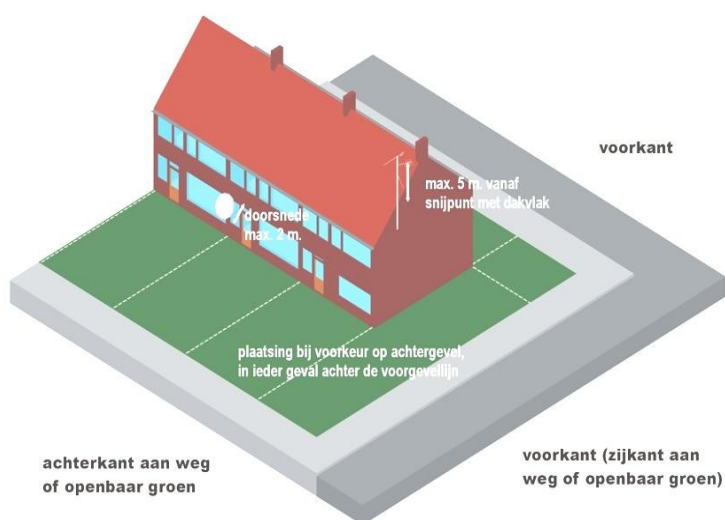 voorkant
max. 5 m. vanaf
snijpunt met dakvlak
doorsnede
max. 2 m.
plaatsing bij voorkeur op achtergevel,
in ieder geval achter de voorgevellijn
achterkant aan weg
of openbaar groen
voorkant (zijkant aan
weg of openbaar groen)